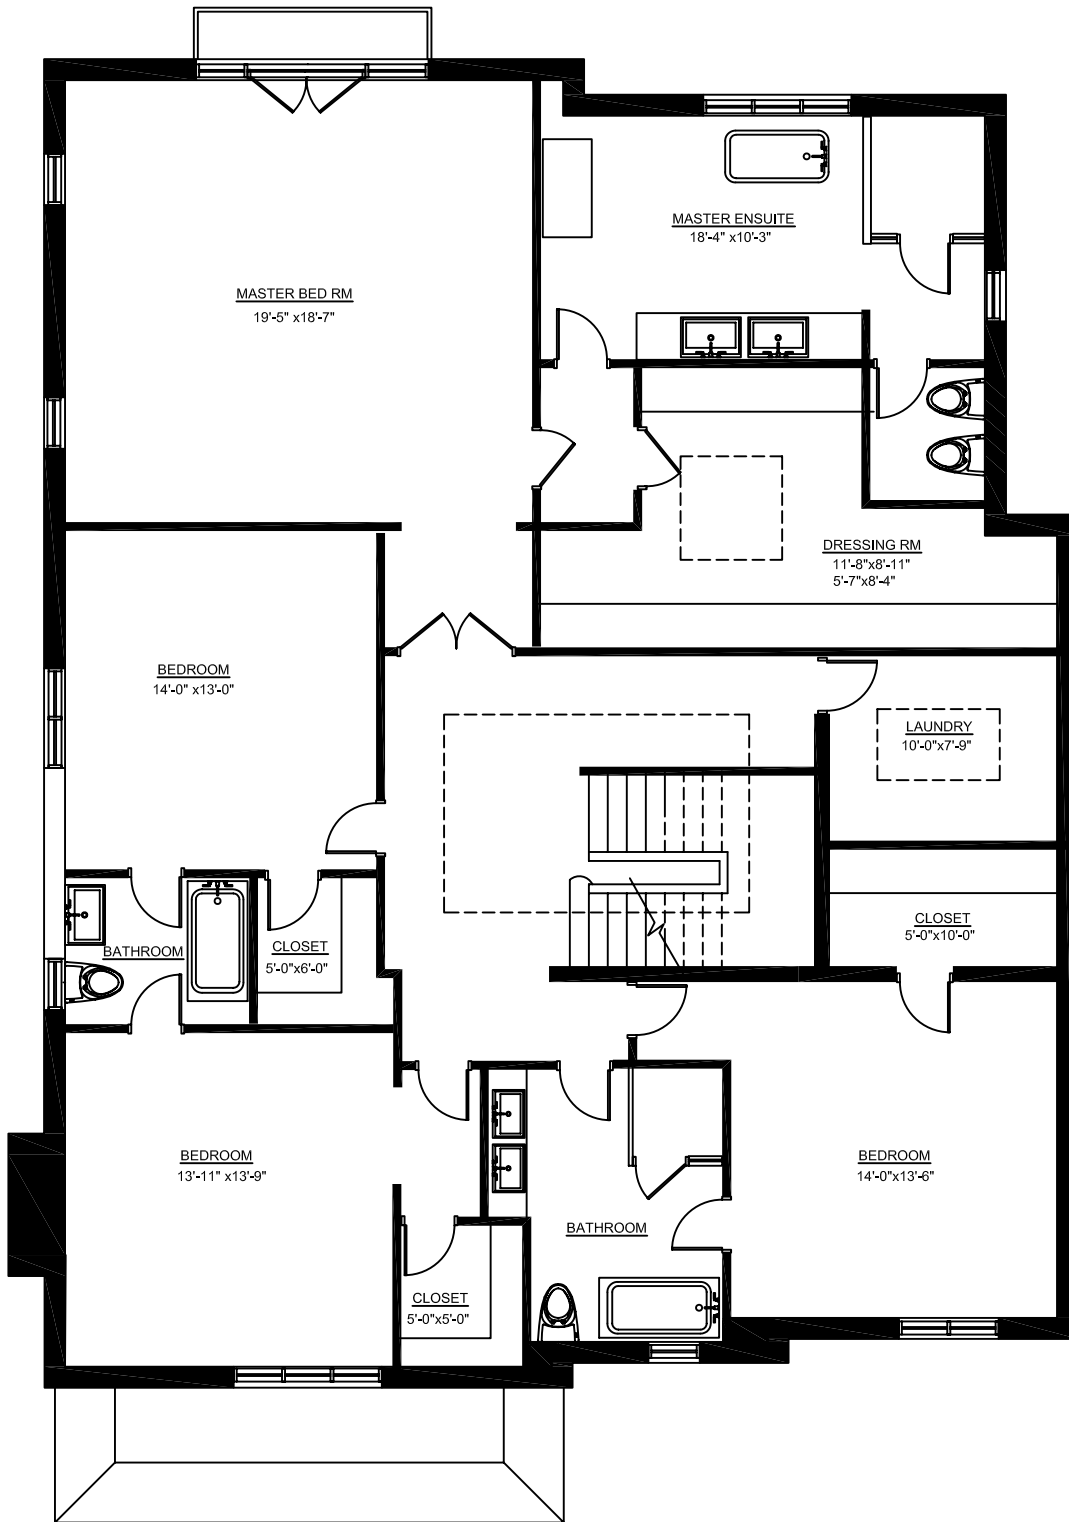 MASTER ENSUITE
18'-4" x10'-3"
MASTER BED RM
19'-5" x18'-7"
DRESSING RM
11'-8"x8'-11"
5'-7"x8'-4"
BEDROOM
14'-0" x13'-0"
LAUNDRY
10'-0"x7'-9"
CLOSET
5'-0"x10'-0"
BATHROOM
CLOSET
5'-0"x6'-0"
BEDROOM
13'-11" x13'-9"
BEDROOM
14'-0"x13'-6"
BATHROOM
CLOSET
5'-0"x5'-0"